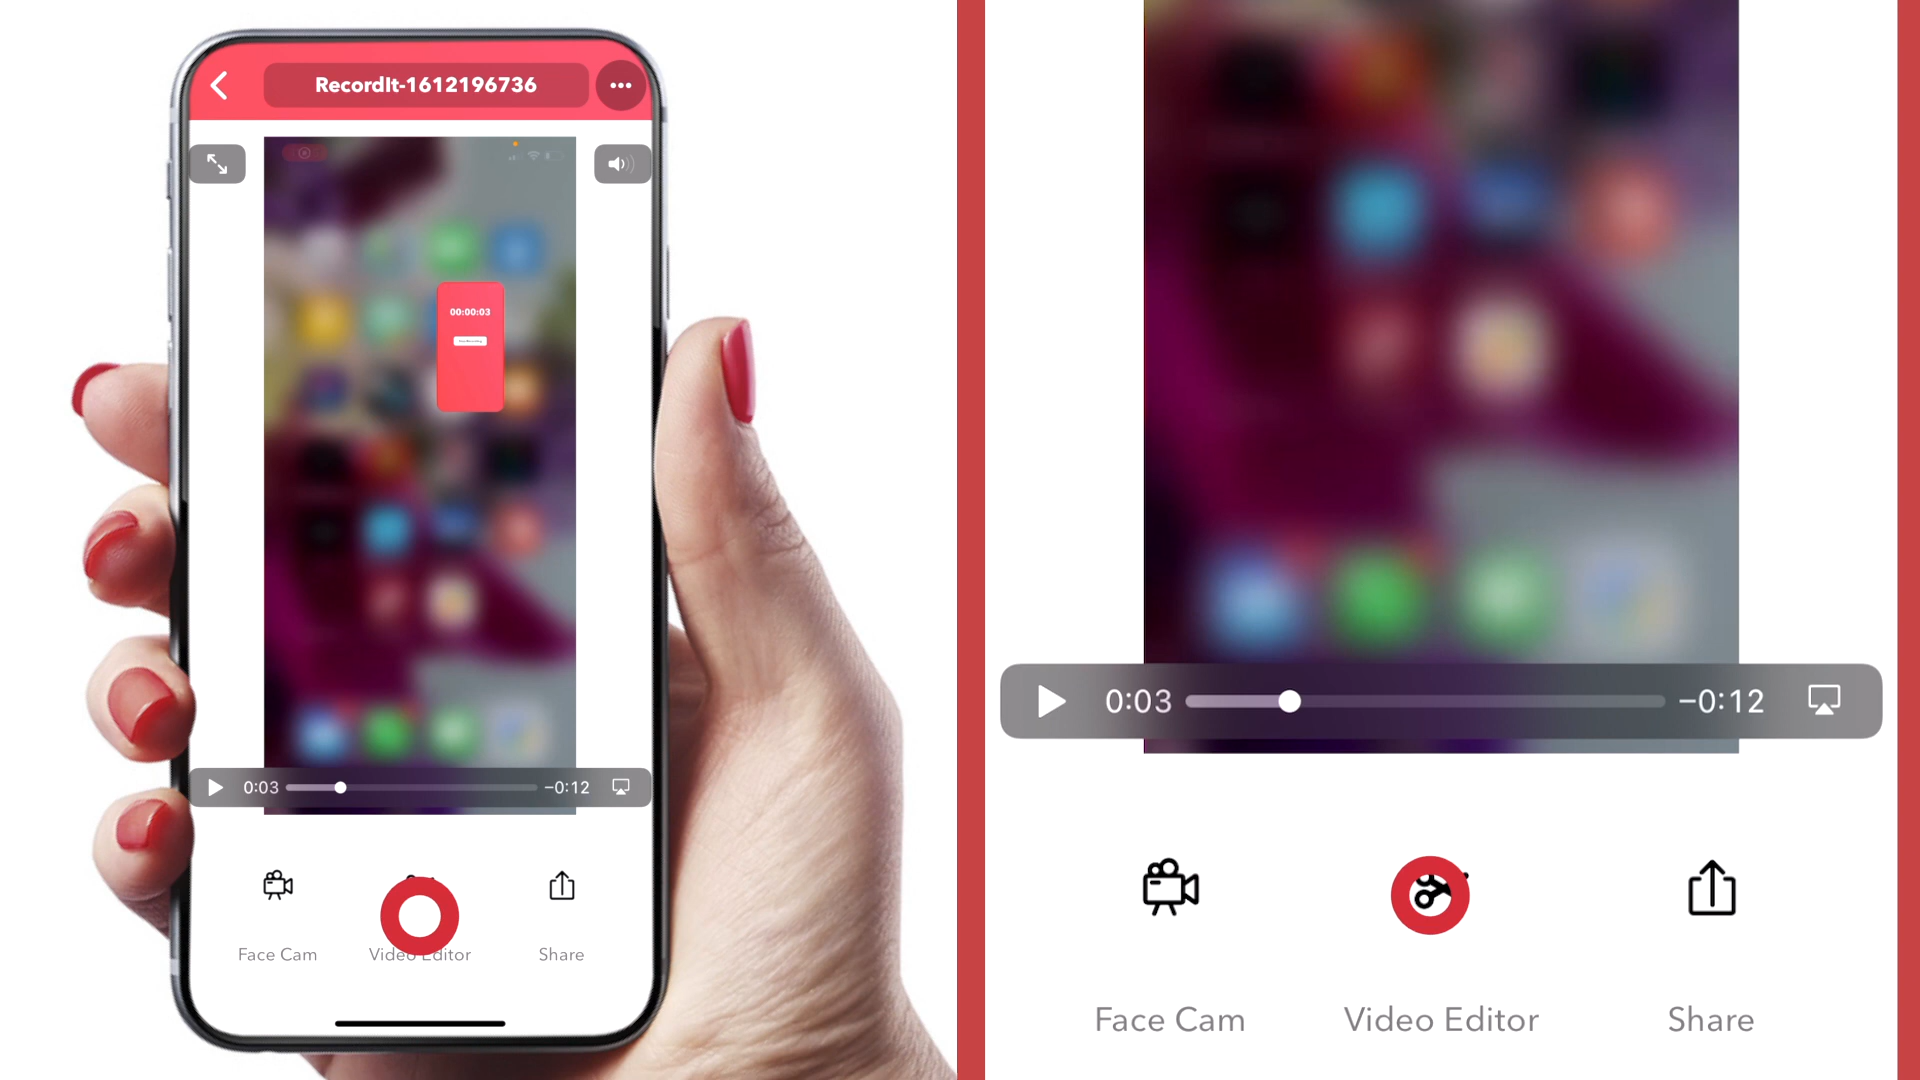 RecordIt-1612196736
00:00:03
0:03
−0:12
Face Cam
Video Editor
Share
0:03
−0:12
Face Cam
Video Editor
Share